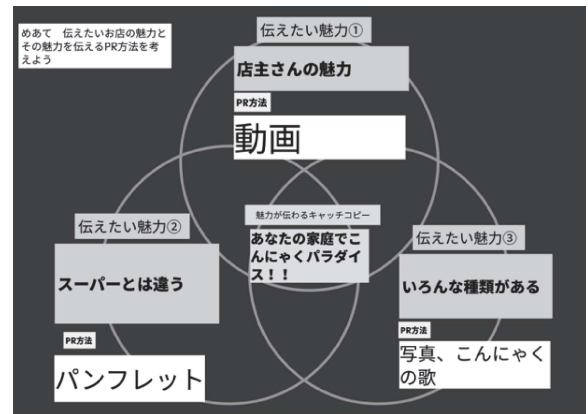 めあて　伝えたいお店の魅力と
その魅力を伝えるPR方法を考
えよう
伝えたい魅力①
店主さんの魅力
PR方法
動画
魅力が伝わるキャッチコピー
あなたの家庭でこ
んにゃくパラダイ
ス！！
伝えたい魅力②
スーパーとは違う
PR方法
パンフレット
伝えたい魅力③
いろんな種類がある
PR方法
写真、こんにゃく
の歌